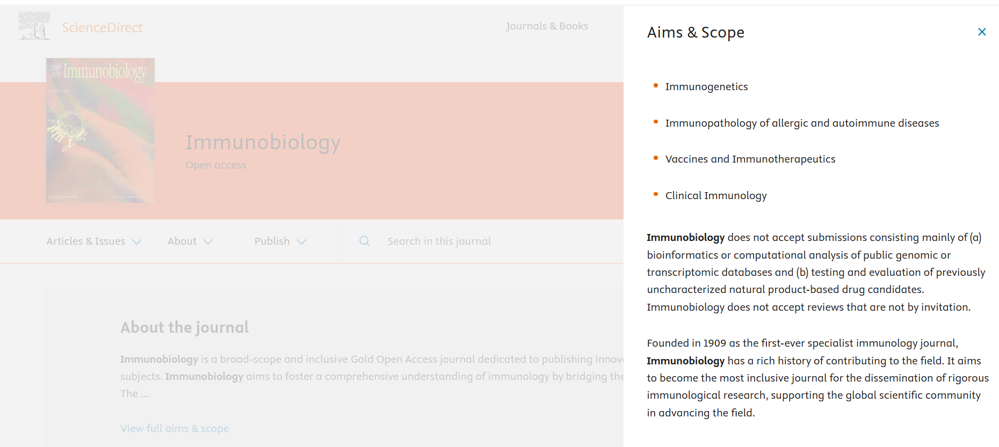 ScienceDirect
Journals & Books
Immunobiology
Immunobiology
Open access
Articles & Issues
About
Publish
Search in this journal
About the journal
Immunobiology is a broad-scope and inclusive Gold Open Access journal dedicated to publishing innov
subjects. Immunobiology aims to foster a comprehensive understanding of immunology by bridging the
The ...
View full aims & scope
Aims & Scope
Immunogenetics
Immunopathology of allergic and autoimmune diseases
Vaccines and Immunotherapeutics
Clinical Immunology
Immunobiology does not accept submissions consisting mainly of (a)
bioinformatics or computational analysis of public genomic or
transcriptomic databases and (b) testing and evaluation of previously
uncharacterized natural product-based drug candidates.
Immunobiology does not accept reviews that are not by invitation.
Founded in 1909 as the first-ever specialist immunology journal,
Immunobiology has a rich history of contributing to the field. It aims
to become the most inclusive journal for the dissemination of rigorous
immunological research, supporting the global scientific community
in advancing the field.